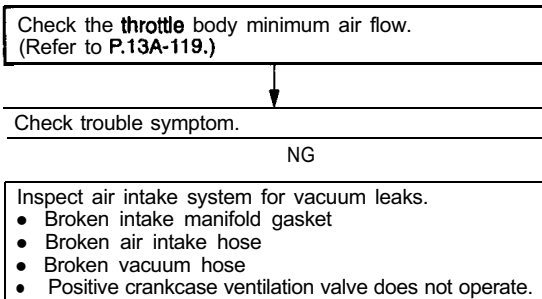 Check the throttle body minimum air flow.
(Refer to P.13A-119.)
Check trouble symptom.
NG
Inspect air intake system for vacuum leaks.
● Broken intake manifold gasket
● Broken air intake hose
● Broken vacuum hose
● Positive crankcase ventilation valve does not operate.